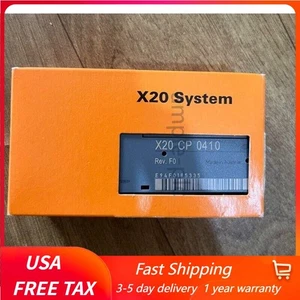 X20 System
X20 CP 0410
Rev. F0
USA
FREE TAX
Fast Shipping
3-5 day delivery 1 year warranty